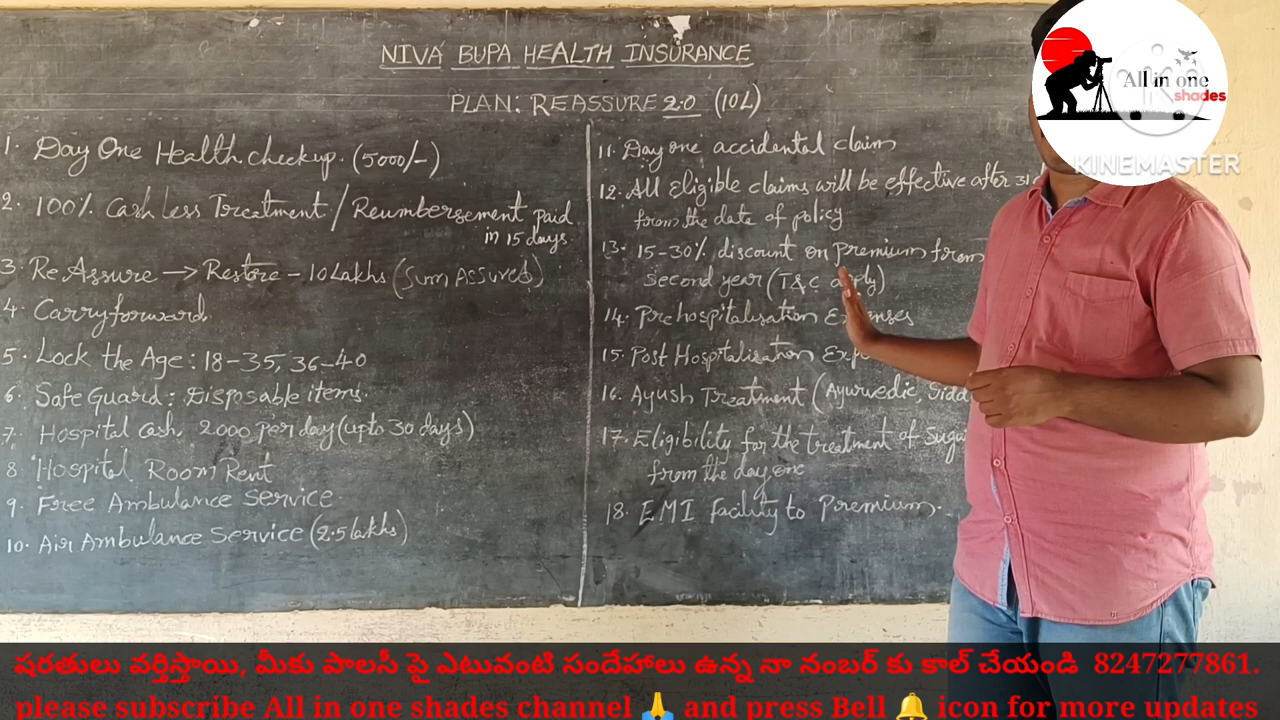 NIVA BUPA HEALTH INSURANCE
PLAN: REASSURE 2.0 (10L)
1. Day One Health checkup. (5000/-)
2. 100% Cash less Treatment / Reumbersement paid
in 15 days.
3. Re Assure → Restore - 10 Lakhs (Sum Assured)
4. Carryforward.
5. Lock the Age: 18-35, 36-40
6. Safe Guard: Disposable items.
7. Hospital cash. 2000 per day (upto 30 days)
8 Hospital Room Rent
9. Free Ambulance Service.
10. Air Ambulance Service (2.5 lakhs)
11. Day one accidental claim
12. All Eligible claims will be effective after 31
from the date of policy
13. 15-30% discount on Premium from
Second year (T&C apply)
14. Pre hospitalisation Expenses
15. Post Hospitalisation
16. Ayush Treatment (Ayurvedic,
17. Eligibility for the treatment of
from the day one
18. EMI facility to Premium.
All in one
shades
KINEMASTER
షరతులు వర్తిస్తాయి, మీకు పాలసీ పై ఎటువంటి సందేహాలు ఉన్న నా నంబర్ కు కాల్ చేయండి 8247277861.
please subscribe All in one shades channel 🙏 and press Bell 🔔 icon for more updates